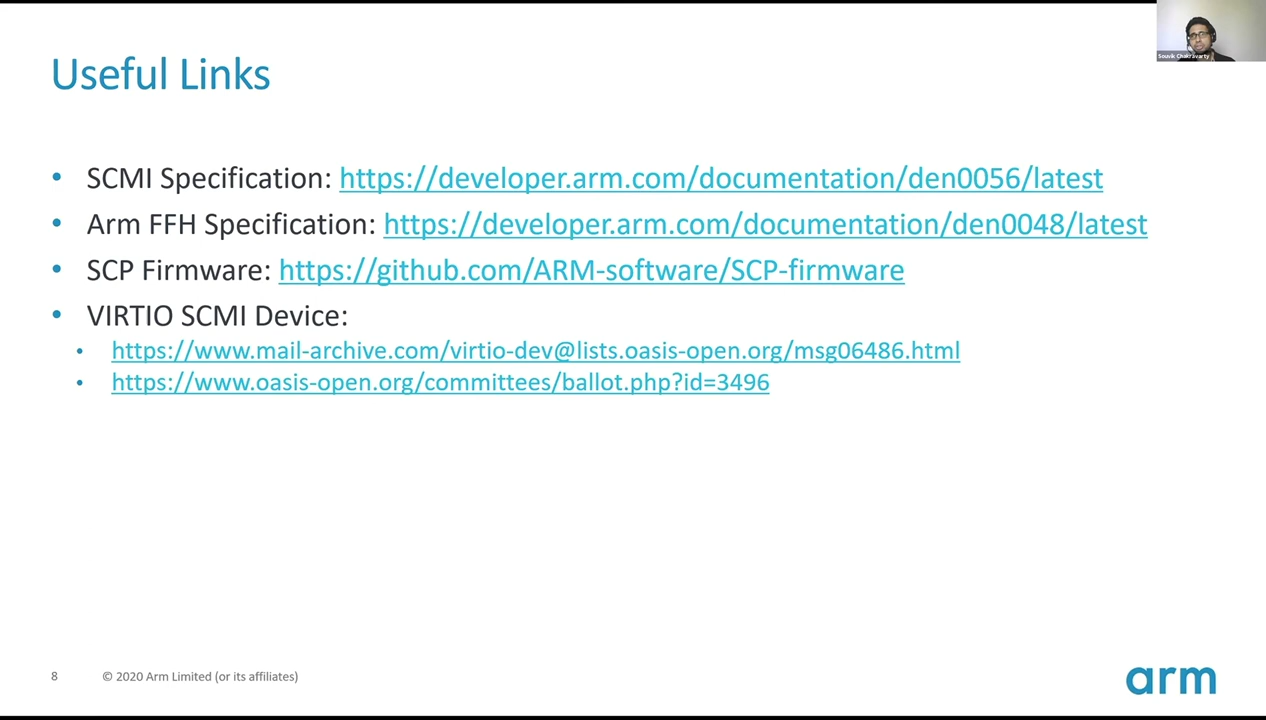 Souvik Chakravarty
Useful Links
• SCMI Specification: https://developer.arm.com/documentation/den0056/latest
• Arm FFH Specification: https://developer.arm.com/documentation/den0048/latest
• SCP Firmware: https://github.com/ARM-software/SCP-firmware
• VIRTIO SCMI Device:
• https://www.mail-archive.com/virtio-dev@lists.oasis-open.org/msg06486.html
• https://www.oasis-open.org/committees/ballot.php?id=3496
8 © 2020 Arm Limited (or its affiliates)
arm